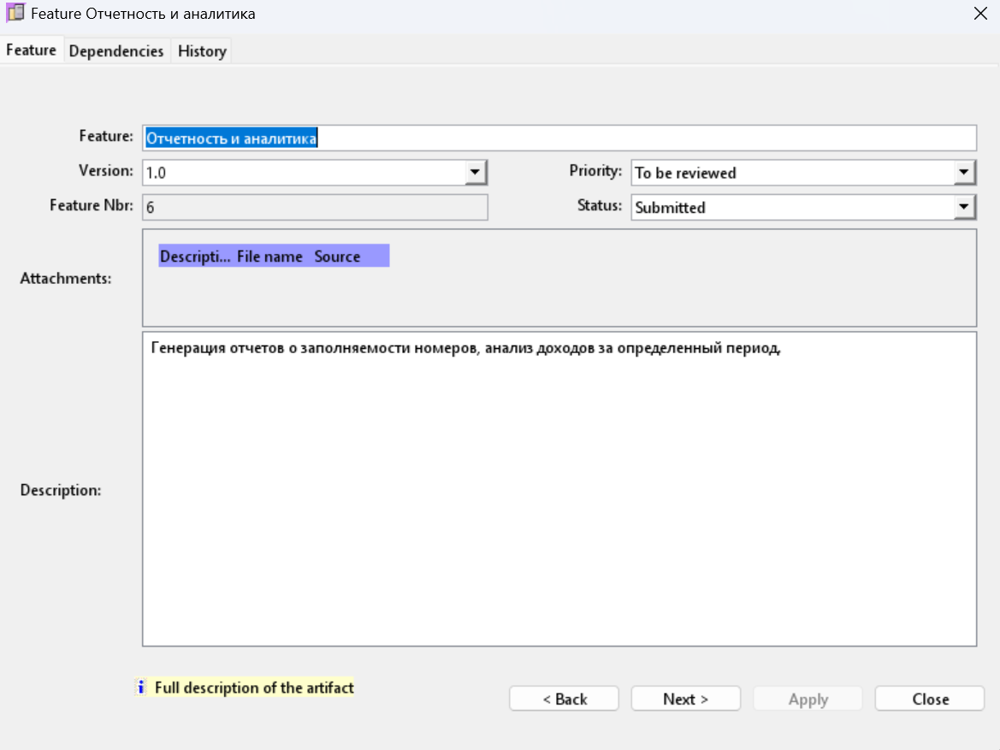 Feature Отчетность и аналитика
Feature Dependencies History
Feature: Отчетность и аналитика
Version: 1.0 Priority: To be reviewed
Feature Nbr: 6 Status: Submitted
Descripti... File name Source
Attachments:
Генерация отчетов о заполняемости номеров, анализ доходов за определенный период,
Description:
Full description of the artifact
< Back Next > Apply Close